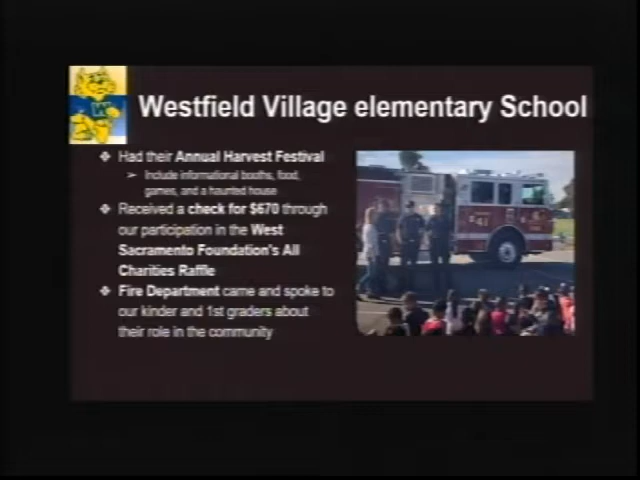 W
Westfield Village elementary School
❖ Had their Annual Harvest Festival
➢ Include informational booths, food,
games, and a haunted house
❖ Received a check for $670 through
our participation in the West
Sacramento Foundation's All
Charities Raffle
❖ Fire Department came and spoke to
our kinder and 1st graders about
their role in the community
41